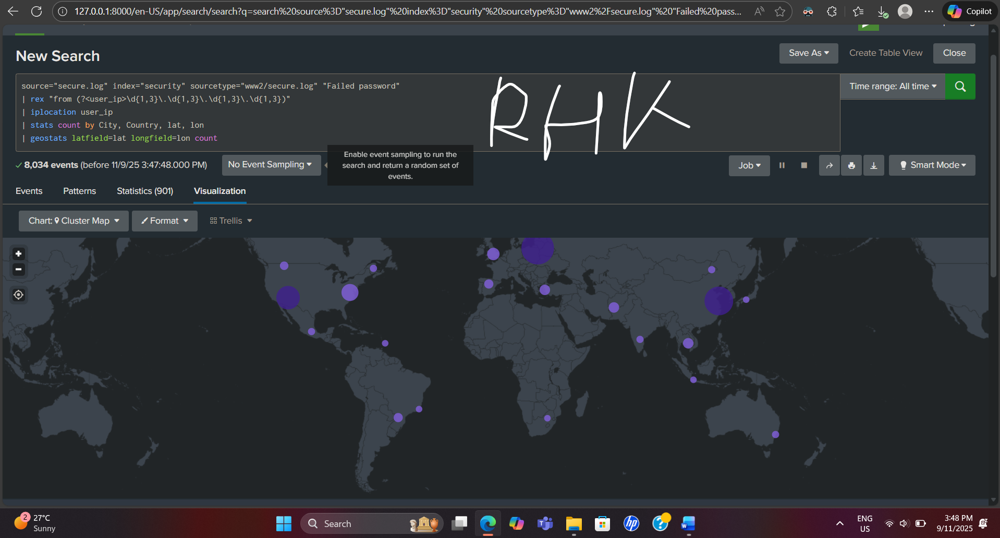 127.0.0.1:8000/en-US/app/search/search?q=search%20source%3D"secure.log"%20index%3D"security"%20sourcetype%3D"www2%2Fsecure.log"%20"Failed%20pass...
Copilot
New Search
Save As
Create Table View
Close
source="secure.log" index="security" sourcetype="www2/secure.log" "Failed password"
| rex "from (?<user_ip>\d{1,3}\.\d{1,3}\.\d{1,3}\.\d{1,3})"
| iplocation user_ip
| stats count by City, Country, lat, lon
| geostats latfield=lat longfield=lon count
RHK
Time range: All time
8,034 events (before 11/9/25 3:47:48.000 PM)
No Event Sampling
Enable event sampling to run the
search and return a random set of
events.
Job
Smart Mode
Events
Patterns
Statistics (901)
Visualization
Chart: Cluster Map
Format
Trellis
+
−
2
27°C
Sunny
Search
hp
ENG
US
3:48 PM
9/11/2025